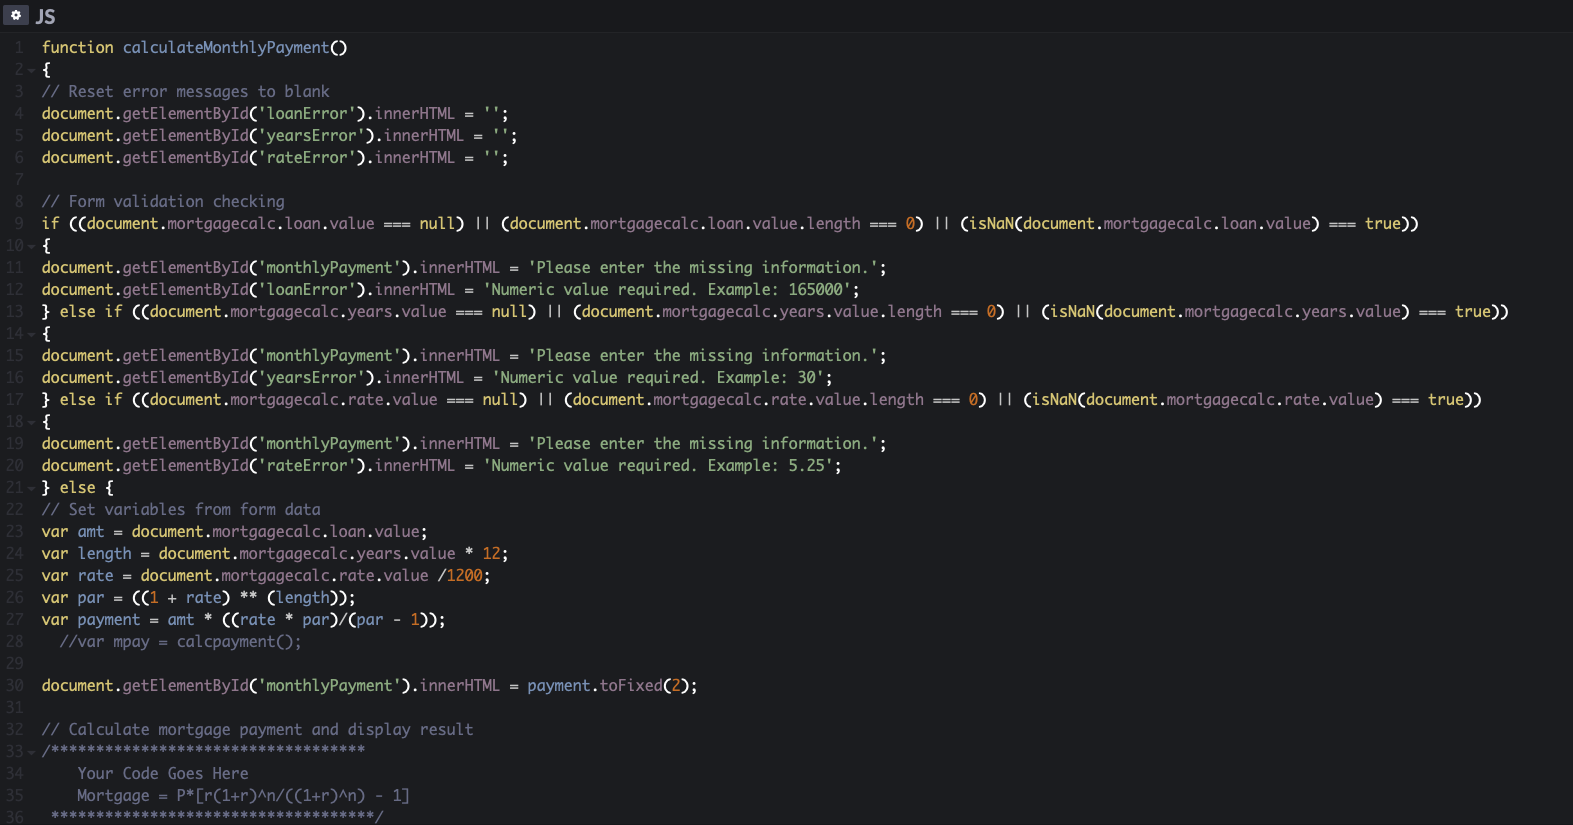 JS
1 function calculateMonthlyPayment()
2 {
3 // Reset error messages to blank
4 document.getElementById('loanError').innerHTML = '';
5 document.getElementById('yearsError').innerHTML = '';
6 document.getElementById('rateError').innerHTML = '';
7
8 // Form validation checking
9 if ((document.mortgagecalc.loan.value === null) || (document.mortgagecalc.loan.value.length === 0) || (isNaN(document.mortgagecalc.loan.value) === true))
10 {
11 document.getElementById('monthlyPayment').innerHTML = 'Please enter the missing information.';
12 document.getElementById('loanError').innerHTML = 'Numeric value required. Example: 165000';
13 } else if ((document.mortgagecalc.years.value === null) || (document.mortgagecalc.years.value.length === 0) || (isNaN(document.mortgagecalc.years.value) === true))
14 {
15 document.getElementById('monthlyPayment').innerHTML = 'Please enter the missing information.';
16 document.getElementById('yearsError').innerHTML = 'Numeric value required. Example: 30';
17 } else if ((document.mortgagecalc.rate.value === null) || (document.mortgagecalc.rate.value.length === 0) || (isNaN(document.mortgagecalc.rate.value) === true))
18 {
19 document.getElementById('monthlyPayment').innerHTML = 'Please enter the missing information.';
20 document.getElementById('rateError').innerHTML = 'Numeric value required. Example: 5.25';
21 } else {
22 // Set variables from form data
23 var amt = document.mortgagecalc.loan.value;
24 var length = document.mortgagecalc.years.value * 12;
25 var rate = document.mortgagecalc.rate.value /1200;
26 var par = ((1 + rate) ** (length));
27 var payment = amt * ((rate * par)/(par - 1));
28 //var mpay = calcpayment();
29
30 document.getElementById('monthlyPayment').innerHTML = payment.toFixed(2);
31
32 // Calculate mortgage payment and display result
33 /***********************************
34 Your Code Goes Here
35 Mortgage = P*[r(1+r)^n/((1+r)^n) - 1]
36 ************************************/